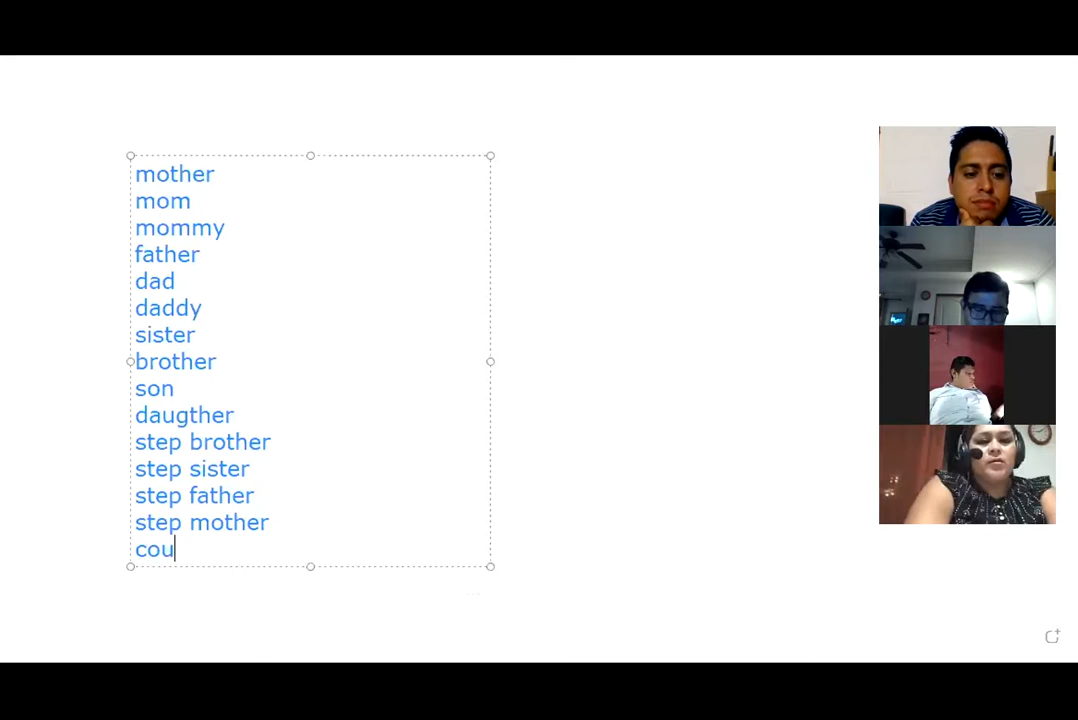 mother
mom
mommy
father
dad
daddy
sister
brother
son
daugther
step brother
step sister
step father
step mother
cou